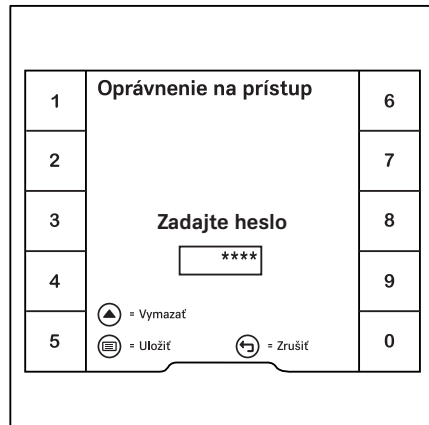 Oprávnenie na prístup
1
6
2
7
3
Zadajte heslo
8
****
4
9
= Vymazať
5
= Uložiť
= Zrušiť
0